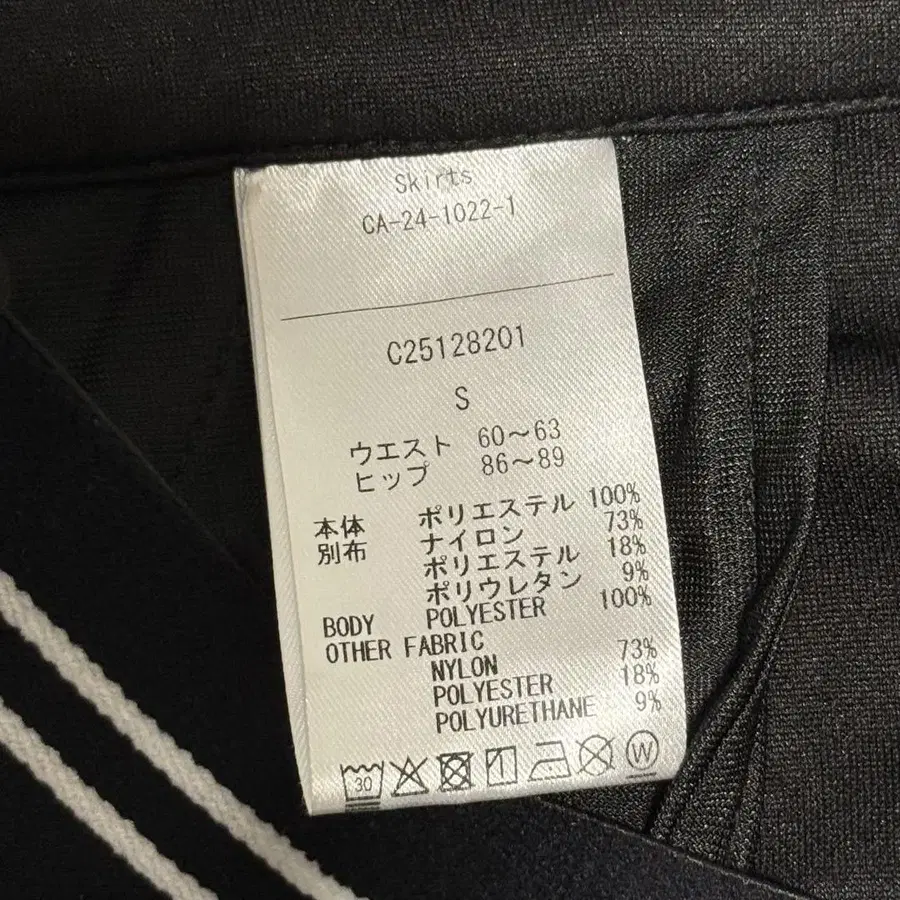 Skirts
CA-24-1022-1
C25128201
S
ウエスト 60～63
ヒップ 86～89
本体 ポリエステル 100%
別布 ナイロン 73%
ポリエステル 18%
ポリウレタン 9%
BODY POLYESTER 100%
OTHER FABRIC
NYLON 73%
POLYESTER 18%
POLYURETHANE 9%
30 W